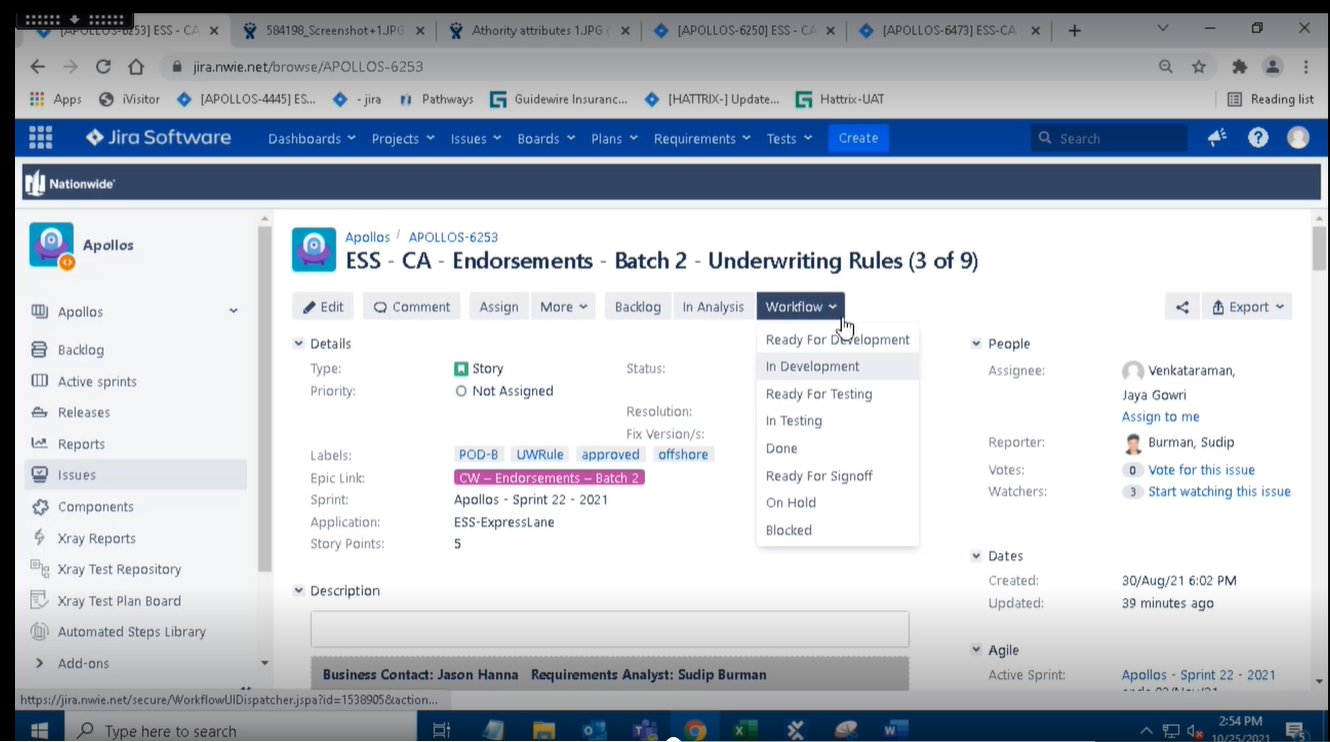 [APOLLOS-6253] ESS - CA
584198_Screenshot+1.JPG
Athority attributes 1.JPG
[APOLLOS-6250] ESS - CA
[APOLLOS-6473] ESS-CA
jira.nwie.net/browse/APOLLOS-6253
Apps iVisitor [APOLLOS-4445] ES... - jira Pathways Guidewire Insuranc... [HATTRIX-] Update... Hattrix-UAT Reading list
Jira Software Dashboards Projects Issues Boards Plans Requirements Tests Create Search
Nationwide®
Apollos
Apollos
Backlog
Active sprints
Releases
Reports
Issues
Components
Xray Reports
Xray Test Repository
Xray Test Plan Board
Automated Steps Library
Add-ons
Apollos / APOLLOS-6253
ESS - CA - Endorsements - Batch 2 - Underwriting Rules (3 of 9)
Edit Comment Assign More Backlog In Analysis Workflow Export
Ready For Development
In Development
Ready For Testing
In Testing
Done
Ready For Signoff
On Hold
Blocked
Details
Type: Story Status:
Priority: Not Assigned
Resolution:
Fix Version/s:
Labels: POD-B UWRule approved offshore
Epic Link: CW – Endorsements – Batch 2
Sprint: Apollos - Sprint 22 - 2021
Application: ESS-ExpressLane
Story Points: 5
Description
Business Contact: Jason Hanna Requirements Analyst: Sudip Burman
People
Assignee: Venkataraman,
Jaya Gowri
Assign to me
Reporter: Burman, Sudip
Votes: 0 Vote for this issue
Watchers: 3 Start watching this issue
Dates
Created: 30/Aug/21 6:02 PM
Updated: 39 minutes ago
Agile
Active Sprint: Apollos - Sprint 22 - 2021
https://jira.nwie.net/secure/WorkflowUIDispatcher.jspa?id=1538905&action...
Type here to search
2:54 PM
10/25/2021